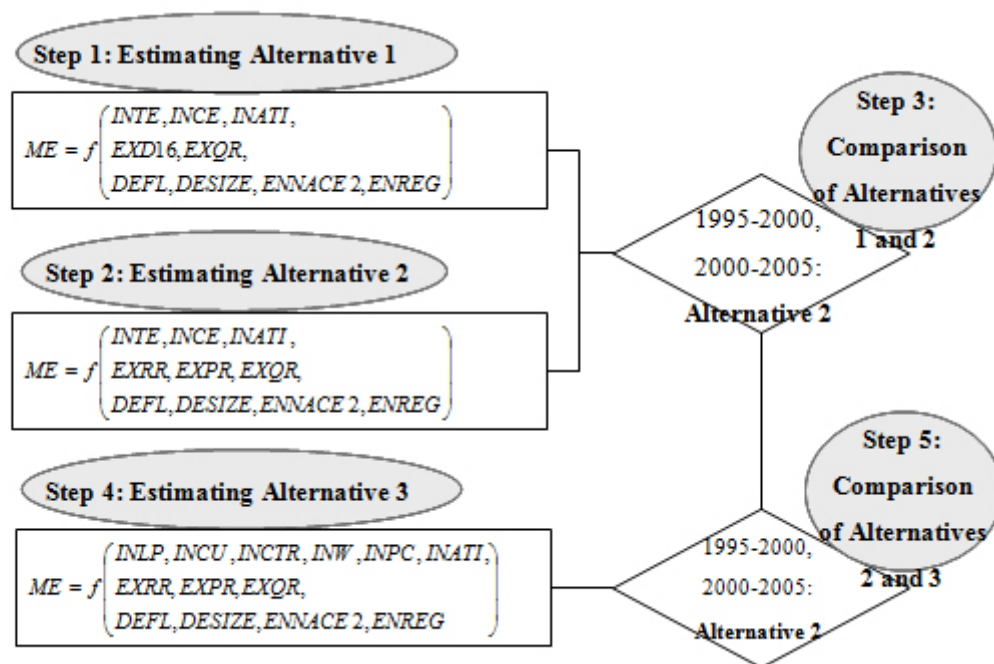 Step 1: Estimating Alternative 1
ME = f
INTE, INCE, INATI,
EXD16, EXQR,
DEFL, DESIZE, ENNACE 2, ENREG
Step 2: Estimating Alternative 2
ME = f
INTE, INCE, INATI,
EXRR, EXPR, EXQR,
DEFL, DESIZE, ENNACE 2, ENREG
Step 3:
Comparison
of Alternatives
1 and 2
1995-2000,
2000-2005:
Alternative 2
Step 4: Estimating Alternative 3
ME = f
INLP, INCU, INCTR, INW, INPC, INATI,
EXRR, EXPR, EXQR,
DEFL, DESIZE, ENNACE 2, ENREG
Step 5:
Comparison
of Alternatives
2 and 3
1995-2000,
2000-2005:
Alternative 2